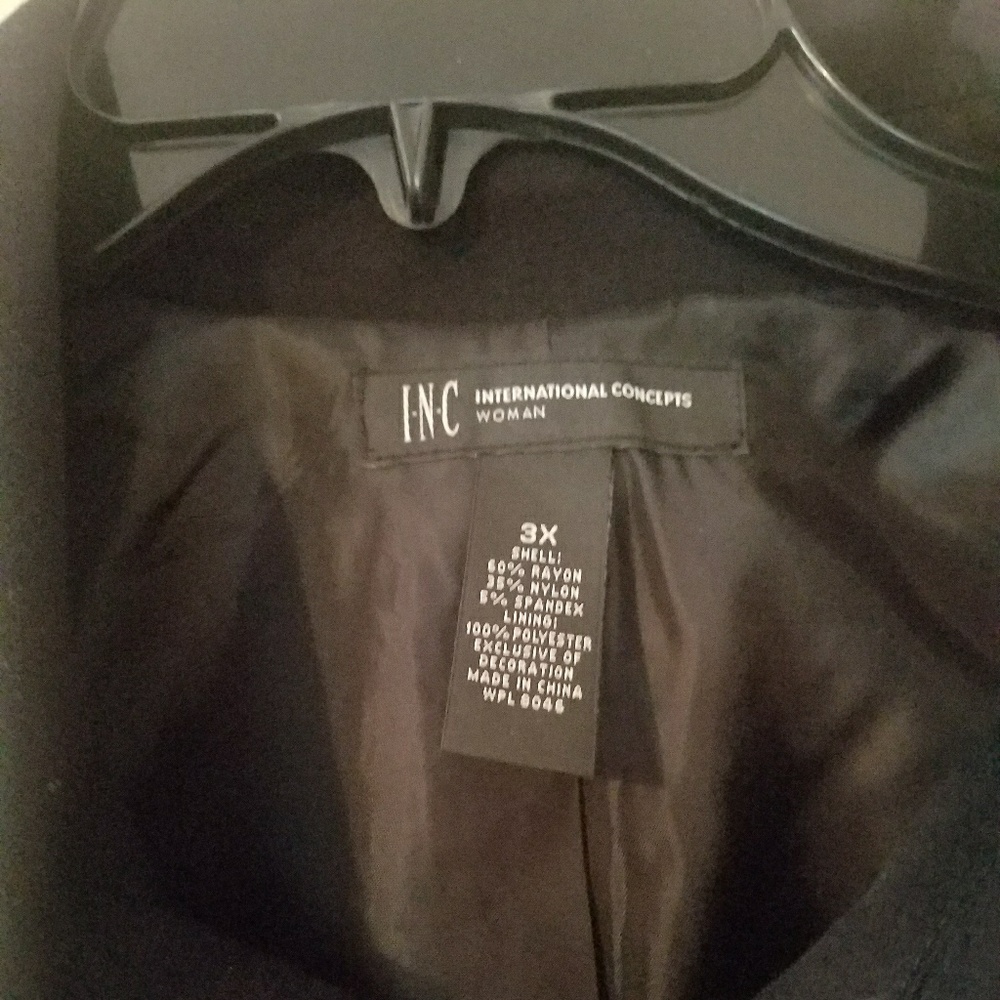 I·N·C INTERNATIONAL CONCEPTS
WOMAN
3X
SHELL:
60% RAYON
35% NYLON
5% SPANDEX
LINING:
100% POLYESTER
EXCLUSIVE OF
DECORATION
MADE IN CHINA
WPL 8046